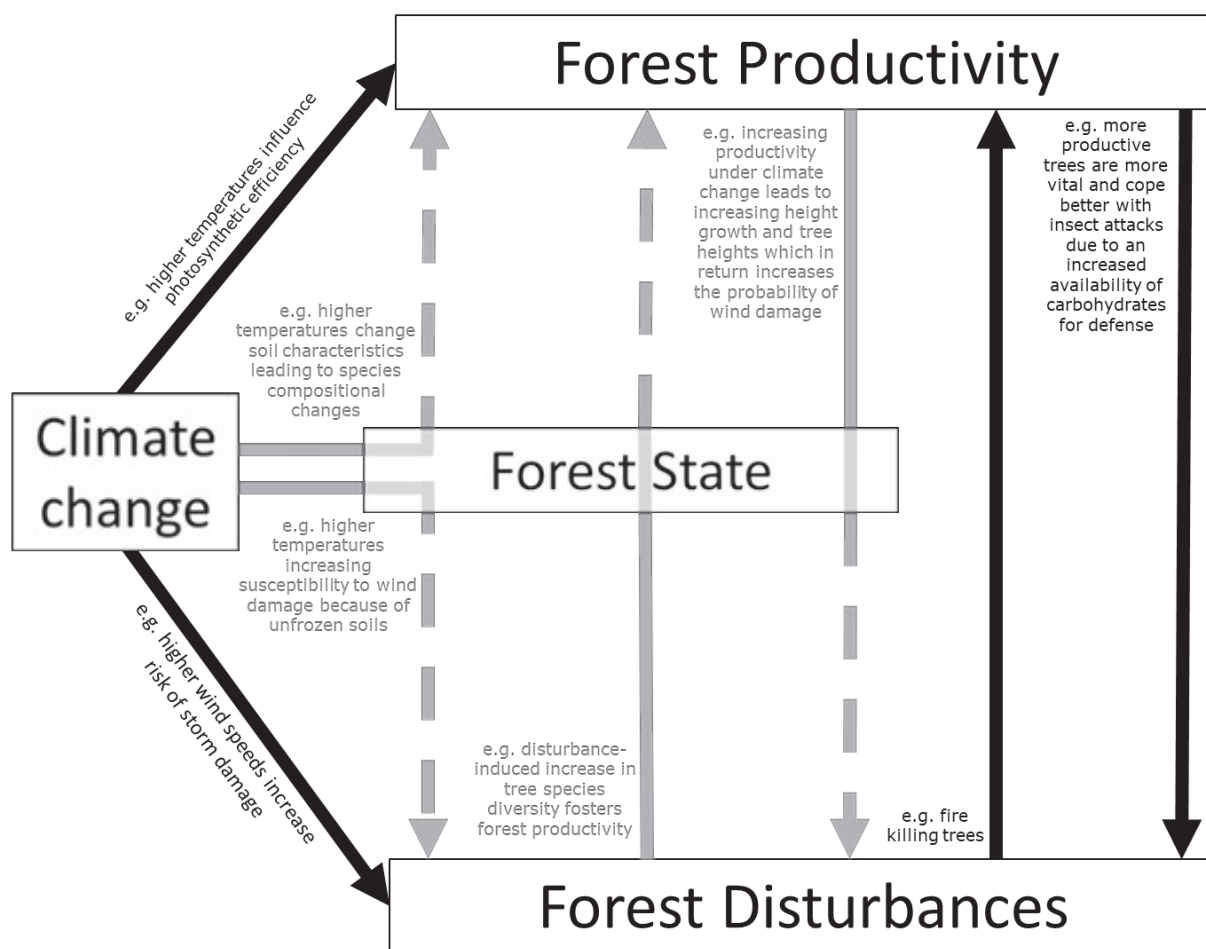 Forest Productivity
e.g. higher temperatures influence
photosynthetic efficiency
e.g. increasing
productivity
under climate
change leads to
increasing height
growth and tree
heights which in
return increases
the probability of
wind damage
e.g. more
productive
trees are more
vital and cope
better with
insect attacks
due to an
increased
availability of
carbohydrates
for defense
e.g. higher
temperatures change
soil characteristics
leading to species
compositional
changes
Climate
change
Forest State
e.g. higher
temperatures
increasing
susceptibility to wind
damage because of
unfrozen soils
e.g. higher wind speeds increase
risk of storm damage
e.g. disturbance-
induced increase in
tree species
diversity fosters
forest productivity
e.g. fire
killing trees
Forest Disturbances